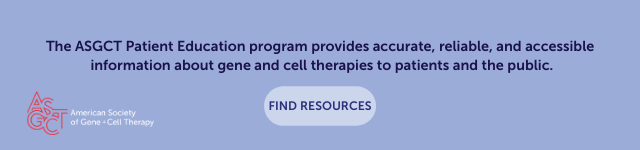 The ASGCT Patient Education program provides accurate, reliable, and accessible
information about gene and cell therapies to patients and the public.
FIND RESOURCES
ASGCT
American Society
of Gene + Cell Therapy